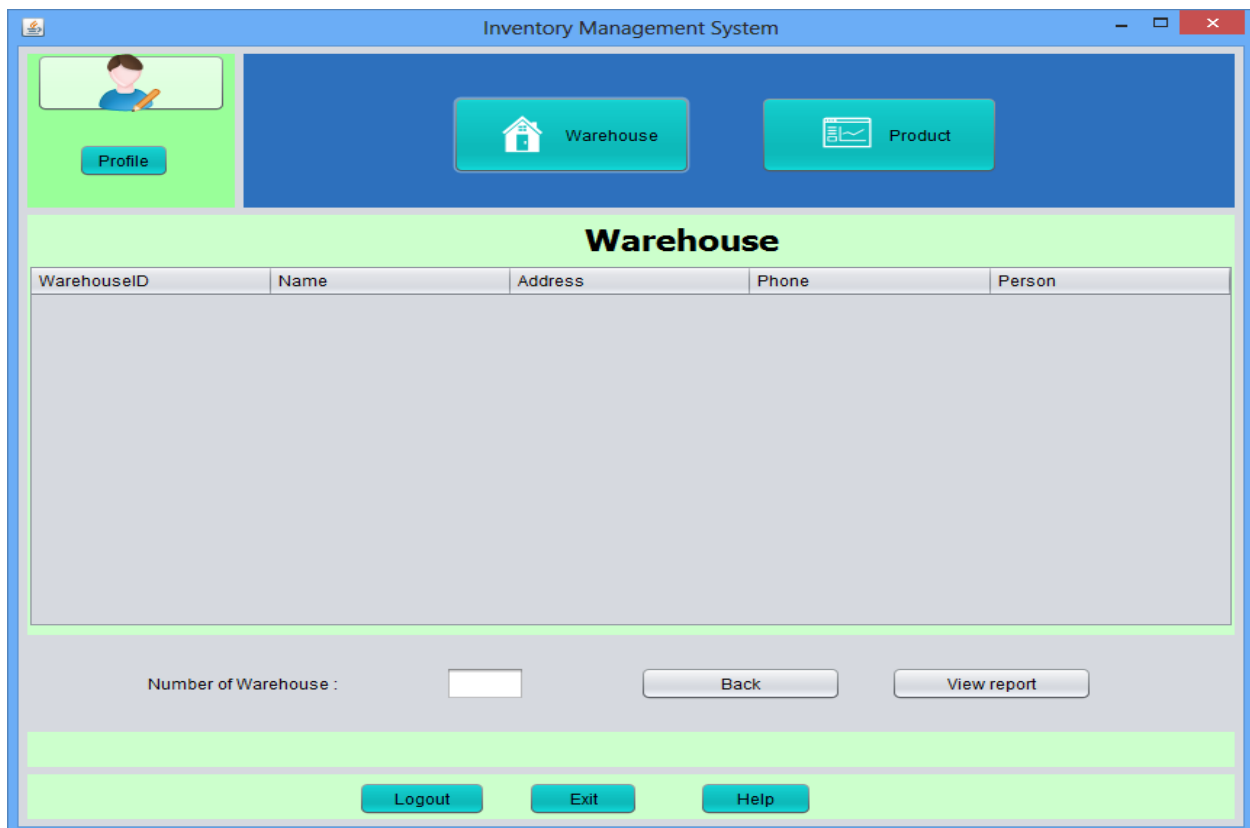 Inventory Management System
Profile
Warehouse Product
Warehouse
WarehouseID Name Address Phone Person
Number of Warehouse : Back View report
Logout Exit Help